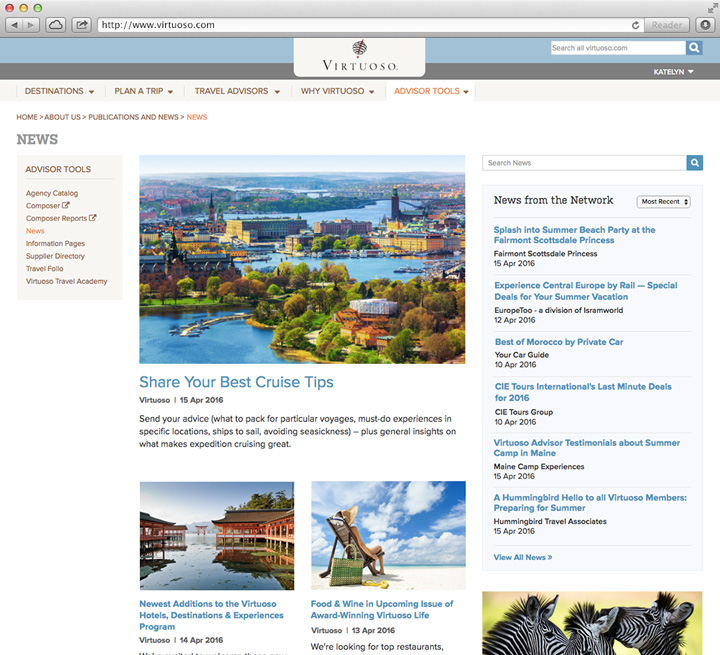 http://www.virtuoso.com
Reader
Search all virtuoso.com
VIRTUOSO.
KATELYN
DESTINATIONS
PLAN A TRIP
TRAVEL ADVISORS
WHY VIRTUOSO
ADVISOR TOOLS
HOME > ABOUT US > PUBLICATIONS AND NEWS > NEWS
NEWS
ADVISOR TOOLS
Agency Catalog
Composer
Composer Reports
News
Information Pages
Supplier Directory
Travel Folio
Virtuoso Travel Academy
Share Your Best Cruise Tips
Virtuoso | 15 Apr 2016
Send your advice (what to pack for particular voyages, must-do experiences in
specific locations, ships to sail, avoiding seasickness) – plus general insights on
what makes expedition cruising great.
Newest Additions to the Virtuoso
Hotels, Destinations & Experiences
Program
Virtuoso | 14 Apr 2016
Food & Wine in Upcoming Issue of
Award-Winning Virtuoso Life
Virtuoso | 13 Apr 2016
We're looking for top restaurants,
Search News
News from the Network
Most Recent
Splash into Summer Beach Party at the
Fairmont Scottsdale Princess
Fairmont Scottsdale Princess
15 Apr 2016
Experience Central Europe by Rail — Special
Deals for Your Summer Vacation
EuropeToo - a division of Isramworld
12 Apr 2016
Best of Morocco by Private Car
Your Car Guide
10 Apr 2016
CIE Tours International's Last Minute Deals
for 2016
CIE Tours Group
10 Apr 2016
Virtuoso Advisor Testimonials about Summer
Camp in Maine
Maine Camp Experiences
15 Apr 2016
A Hummingbird Hello to all Virtuoso Members:
Preparing for Summer
Hummingbird Travel Associates
15 Apr 2016
View All News »